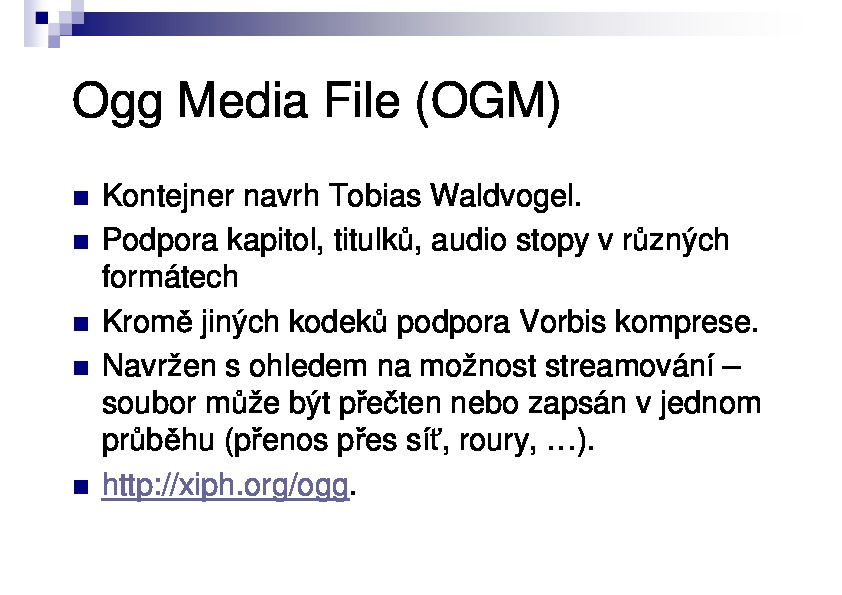 Ogg Media File (OGM)
Kontejner navrh Tobias Waldvogel.
Podpora kapitol, titulků, audio stopy v různých
formátech
Kromě jiných kodeků podpora Vorbis komprese.
Navržen s ohledem na možnost streamování –
soubor může být přečten nebo zapsán v jednom
průběhu (přenos přes síť, roury, …).
http://xiph.org/ogg.